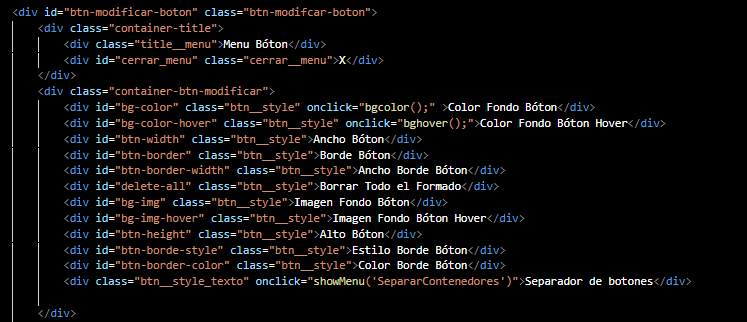 <div id="btn-modificar-boton" class="btn-modifcar-boton">
<div class="container-title">
<div class="title__menu">Menu Bóton</div>
<div id="cerrar_menu" class="cerrar__menu">X</div>
</div>
<div class="container-btn-modificar">
<div id="bg-color" class="btn__style" onclick="bgcolor();" >Color Fondo Bóton</div>
<div id="bg-color-hover" class="btn__style" onclick="bghover();">Color Fondo Bóton Hover</div>
<div id="btn-width" class="btn__style">Ancho Bóton</div>
<div id="btn-border" class="btn__style">Borde Bóton</div>
<div id="btn-border-width" class="btn__style">Ancho Borde Bóton</div>
<div id="delete-all" class="btn__style">Borrar Todo el Formado</div>
<div id="bg-img" class="btn__style">Imagen Fondo Bóton</div>
<div id="bg-img-hover" class="btn__style">Imagen Fondo Bóton Hover</div>
<div id="btn-height" class="btn__style">Alto Bóton</div>
<div id="btn-borde-style" class="btn__style">Estilo Borde Bóton</div>
<div id="btn-border-color" class="btn__style">Color Borde Bóton</div>
<div class="btn__style_texto" onclick="showMenu('SepararContenedores')">Separador de botones</div>
</div>